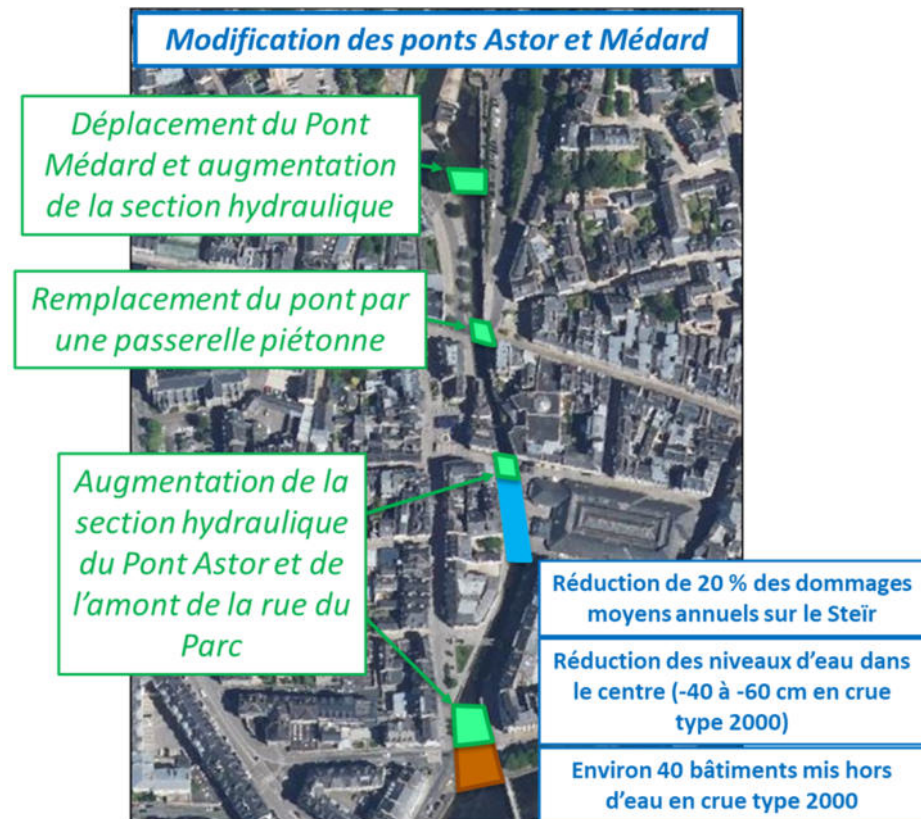 Modification des ponts Astor et Médard
Déplacement du Pont
Médard et augmentation
de la section hydraulique
Remplacement du pont par
une passerelle piétonne
Augmentation de la
section hydraulique
du Pont Astor et de
l'amont de la rue du
Parc
Réduction de 20 % des dommages
moyens annuels sur le Steïr
Réduction des niveaux d'eau dans
le centre (-40 à -60 cm en crue
type 2000)
Environ 40 bâtiments mis hors
d'eau en crue type 2000